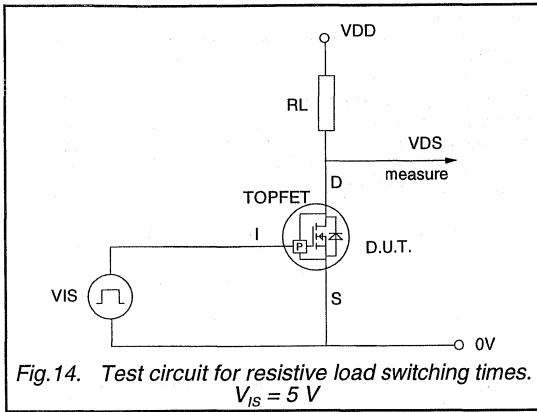 VDD
RL
VDS
measure
D
TOPFET
I
P
D.U.T.
VIS
S
0V
Fig.14. Test circuit for resistive load switching times.
V_IS = 5 V